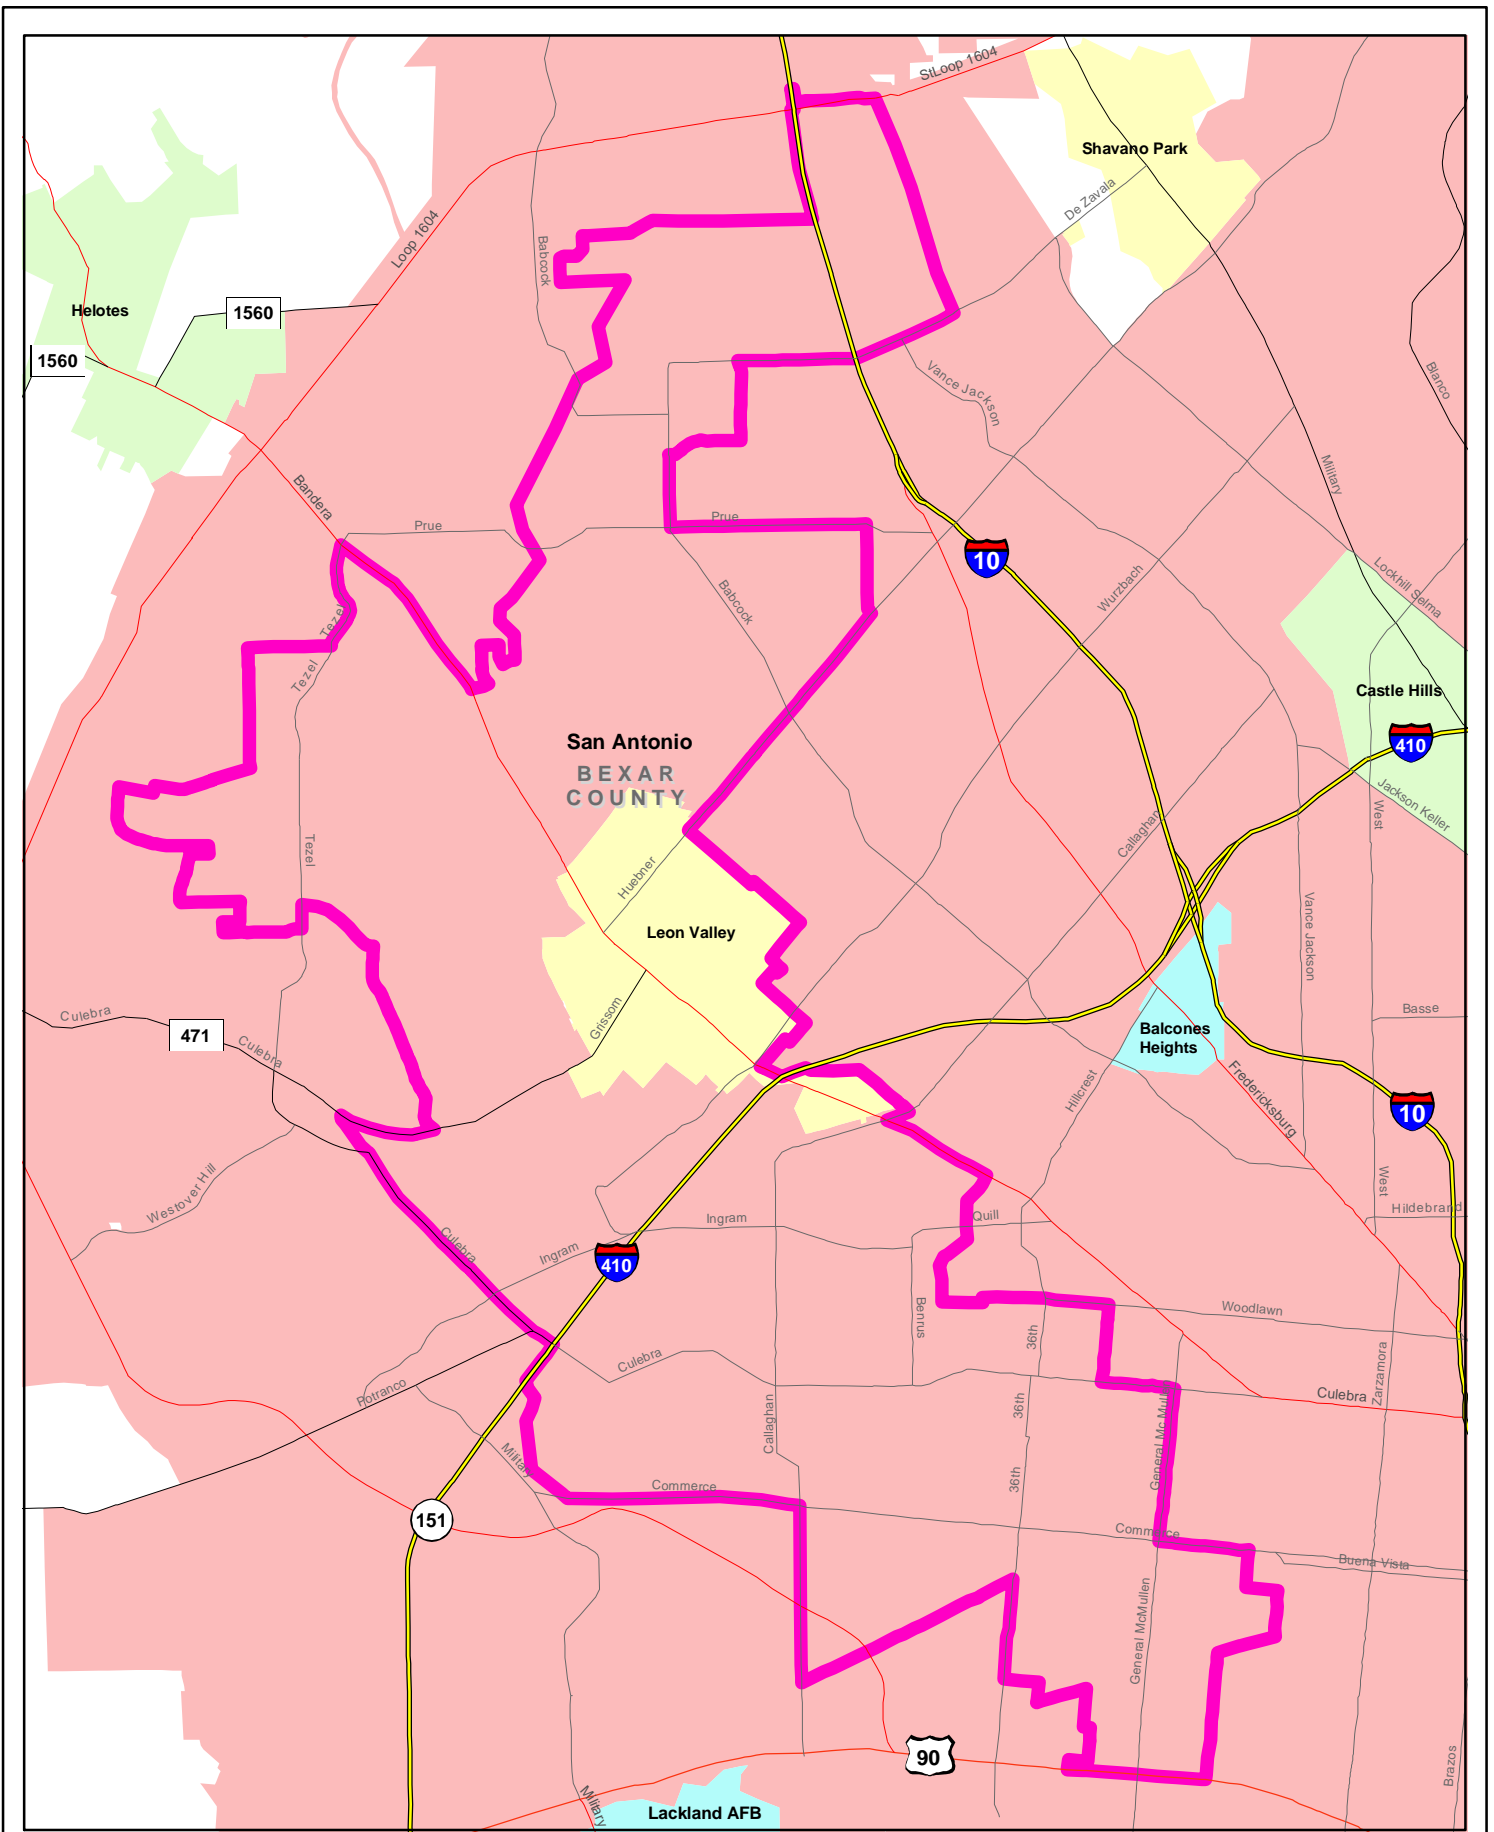 StLoop 1604
Shavano Park
De Zavala
Loop 1604
Babcock
Helotes
1560
1560
Vance Jackson
Blanco
Military
Bandera
Prue
Prue
10
Lockhill Selma
Wurzbach
Babcock
Tezel
Tezel
Castle Hills
410
San Antonio
BEXAR
COUNTY
Jackson Keller
West
Callaghan
Tezel
Huebner
Leon Valley
Vance Jackson
Culebra
471
Culebra
Grissom
Basse
Balcones
Heights
Hillcrest
Fredericksburg
10
Westover Hill
West
Hildebrand
Ingram
Quill
Culebra
Ingram
410
Benrus
36th
Woodlawn
Culebra
Zarzamora
Potranco
Culebra
36th
Callaghan
General Mc Mull
Military
36th
Commerce
151
Commerce
Buena Vista
General McMullen
90
Brazos
Military
Lackland AFB